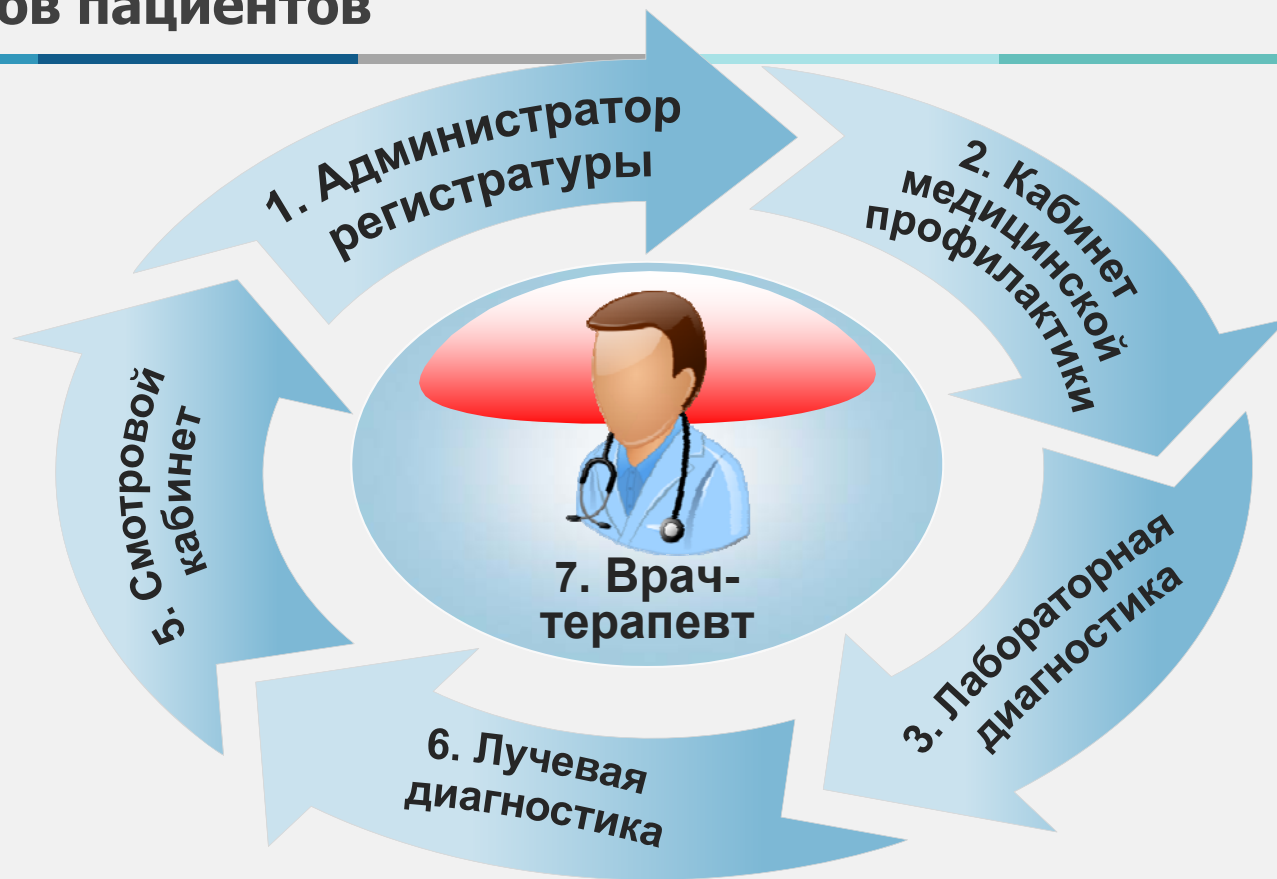 ов пациентов
1. Администратор
регистратуры
2. Кабинет
медицинской
профилактики
3. Лабораторная
диагностика
6. Лучевая
диагностика
5. Смотровой
кабинет
7. Врач-
терапевт